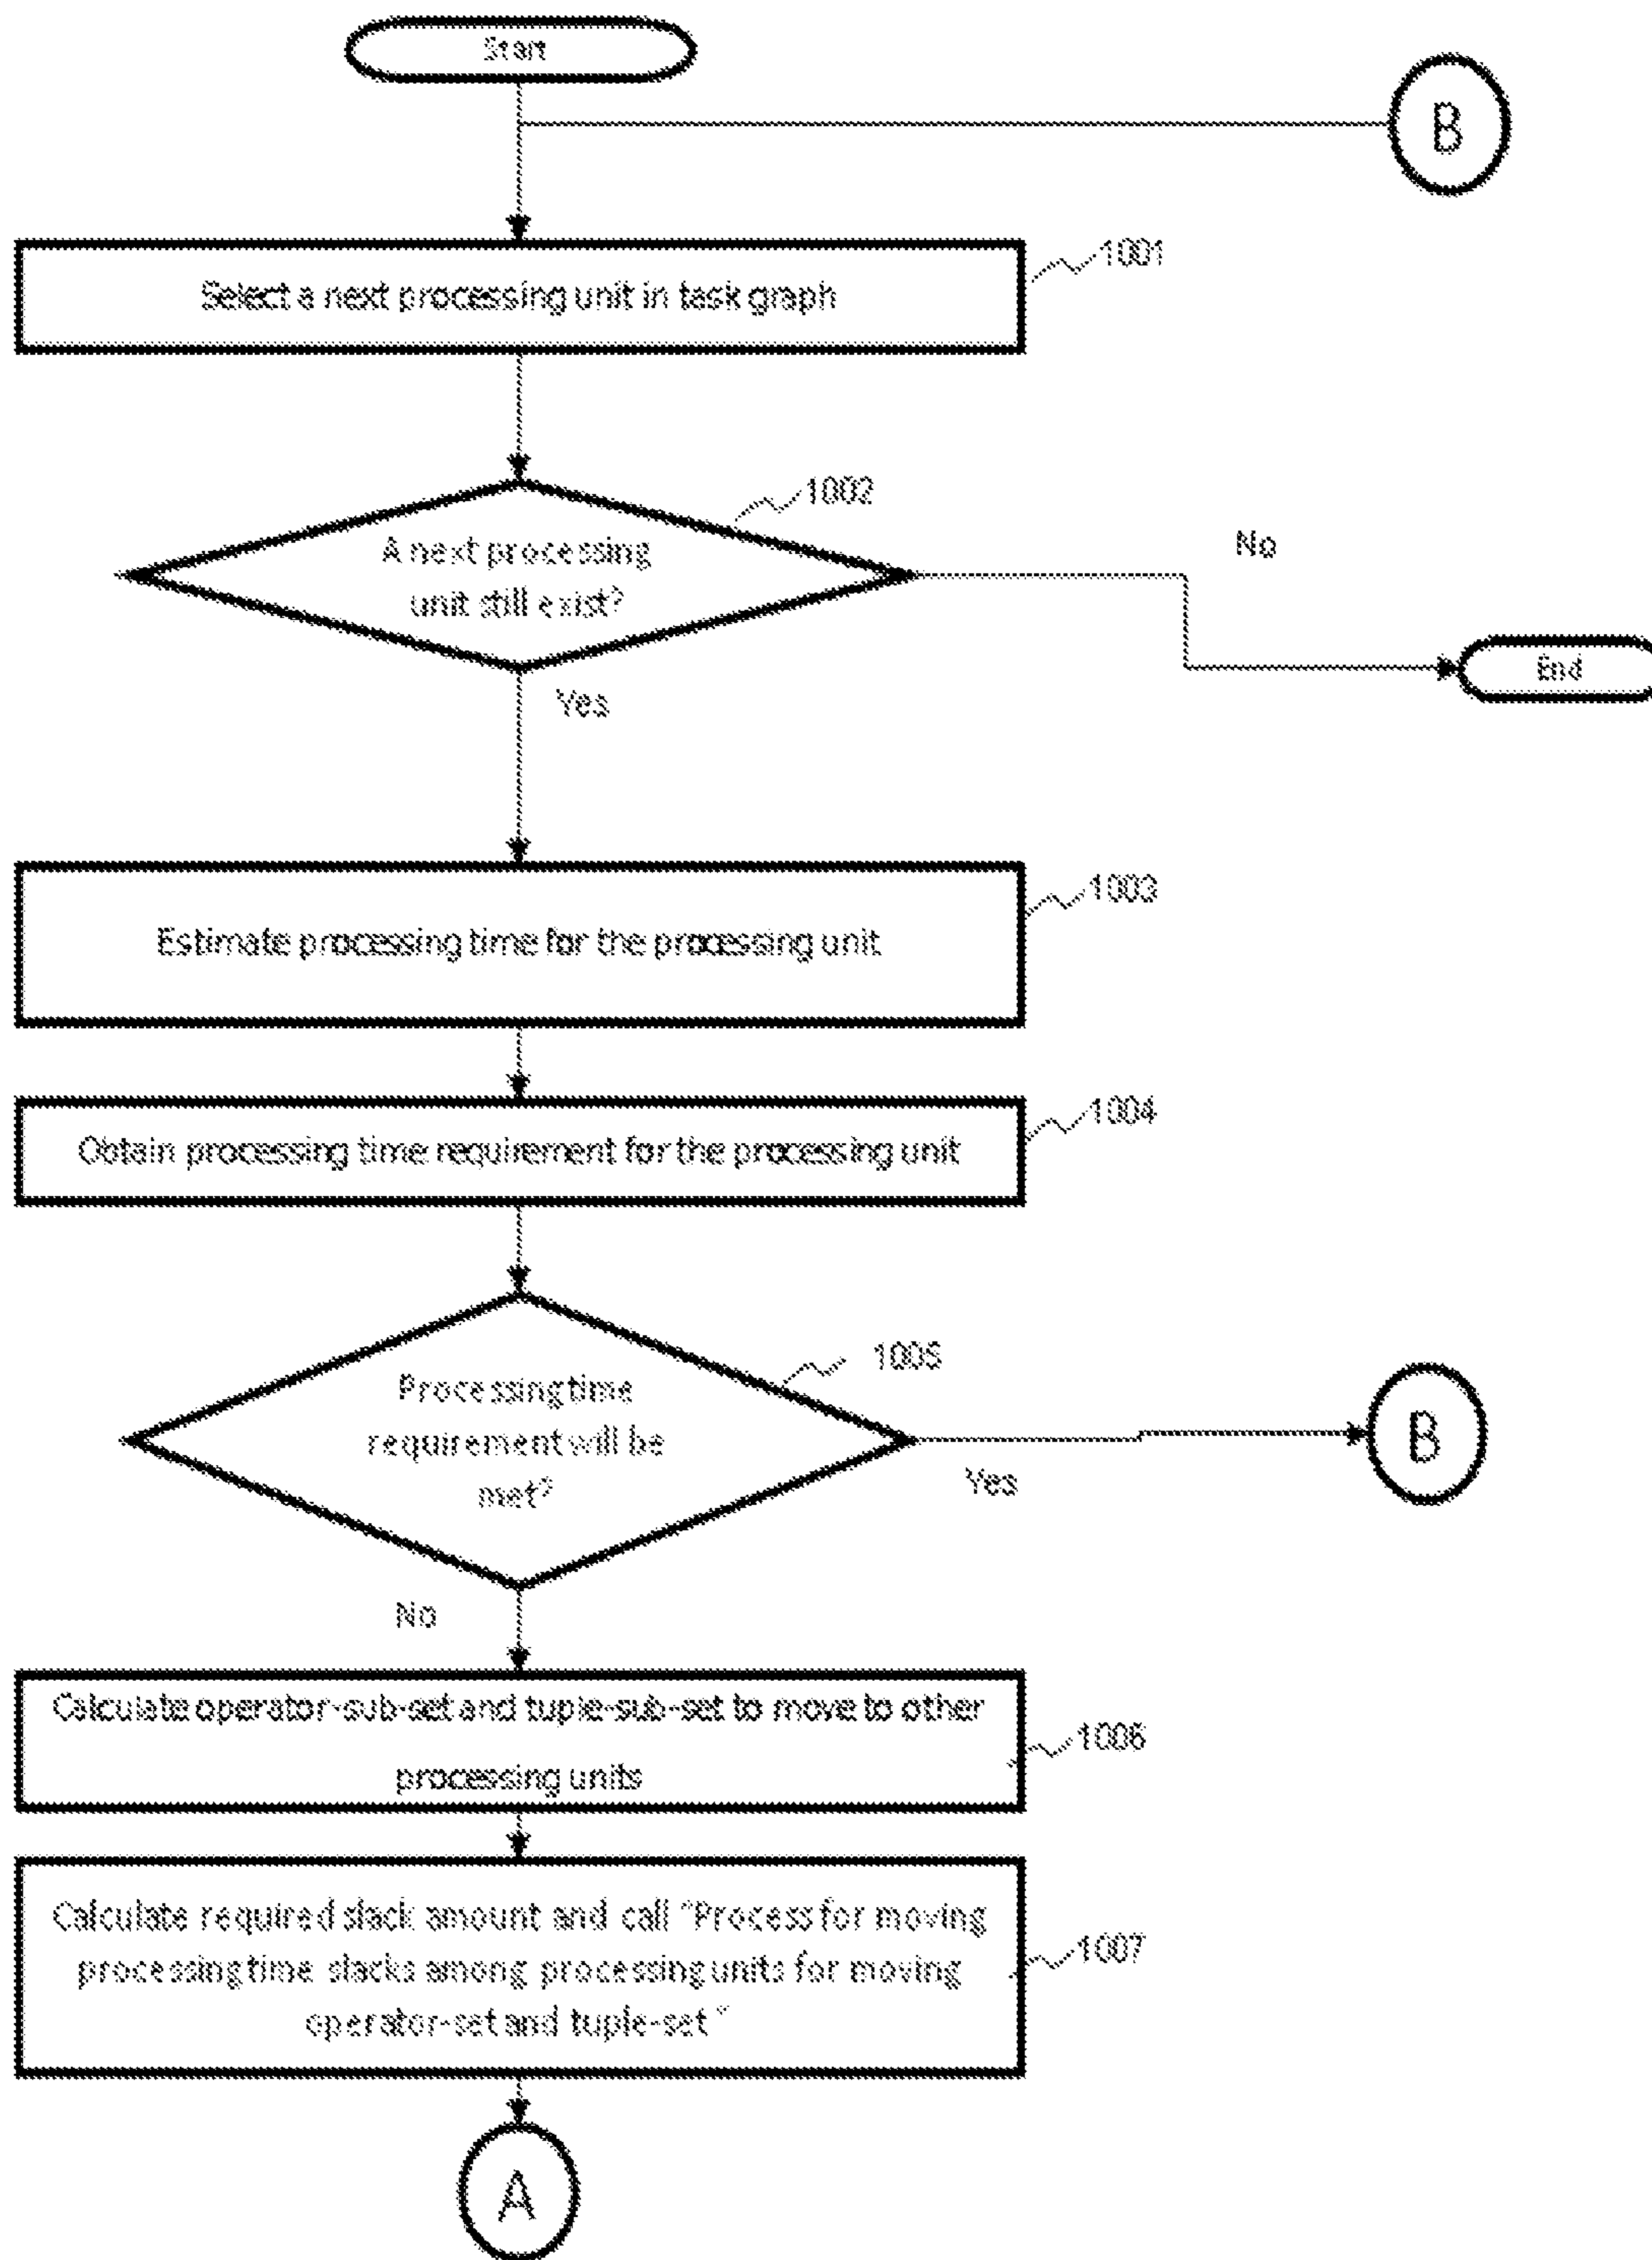 Start
B
1001
Select a next processing unit in task graph
1002
A next processing
unit still exist?
No
End
Yes
1003
Estimate processing time for the processing unit
1004
Obtain processing time requirement for the processing unit
1005
Processing time
requirement will be
met?
B
Yes
No
Calculate operator-sub-set and tuple-sub-set to move to other
processing units
1006
Calculate required slack amount and call "Process for moving
processing time slacks among processing units for moving
operator-set and tuple-set"
1007
A